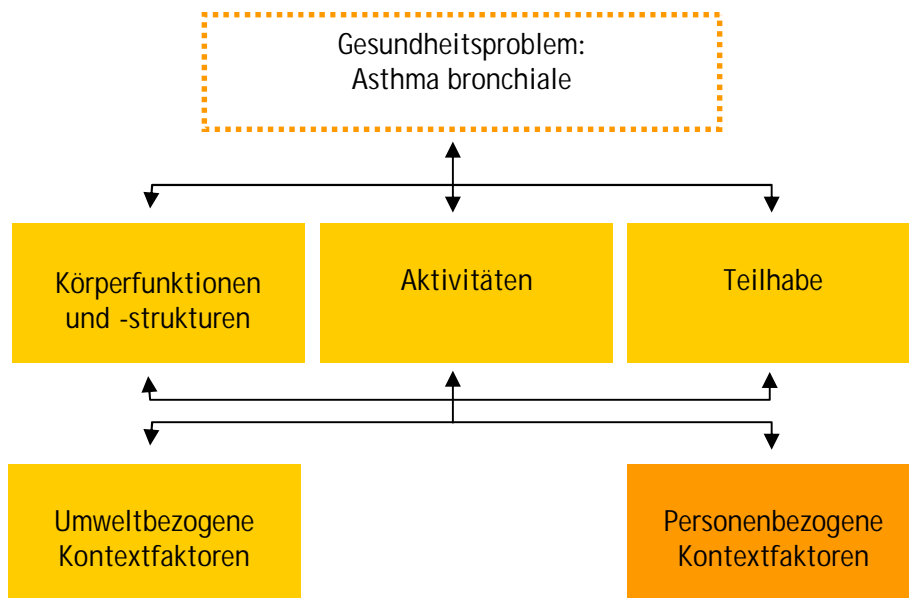 Gesundheitsproblem:
Asthma bronchiale
Körperfunktionen
und -strukturen
Aktivitäten
Teilhabe
Umweltbezogene
Kontextfaktoren
Personenbezogene
Kontextfaktoren